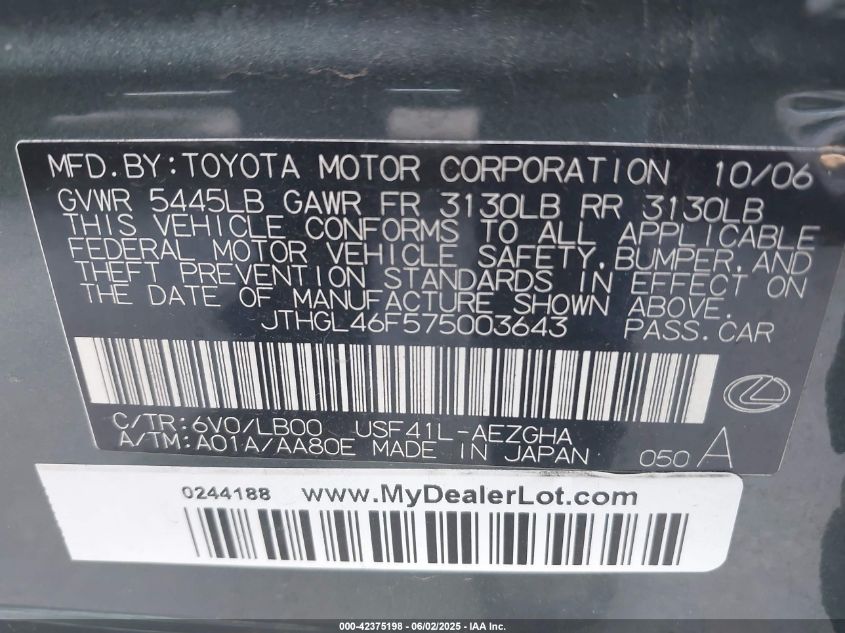 MFD.BY:TOYOTA MOTOR CORPORATION 10/06
GVWR 5445LB GAWR FR 3130LB RR 3130LB
THIS VEHICLE CONFORMS TO ALL APPLICABLE
FEDERAL MOTOR VEHICLE SAFETY,BUMPER,AND
THEFT PREVENTION STANDARDS IN EFFECT ON
THE DATE OF MANUFACTURE SHOWN ABOVE.
JTHGL46F575003643 PASS.CAR
C/TR:6V0/LB00 USF41L-AEZGHA
A/TM:A01A/AA80E MADE IN JAPAN 050 A
0244188 www.MyDealerLot.com
000-42375198 - 06/02/2025 - IAA Inc.